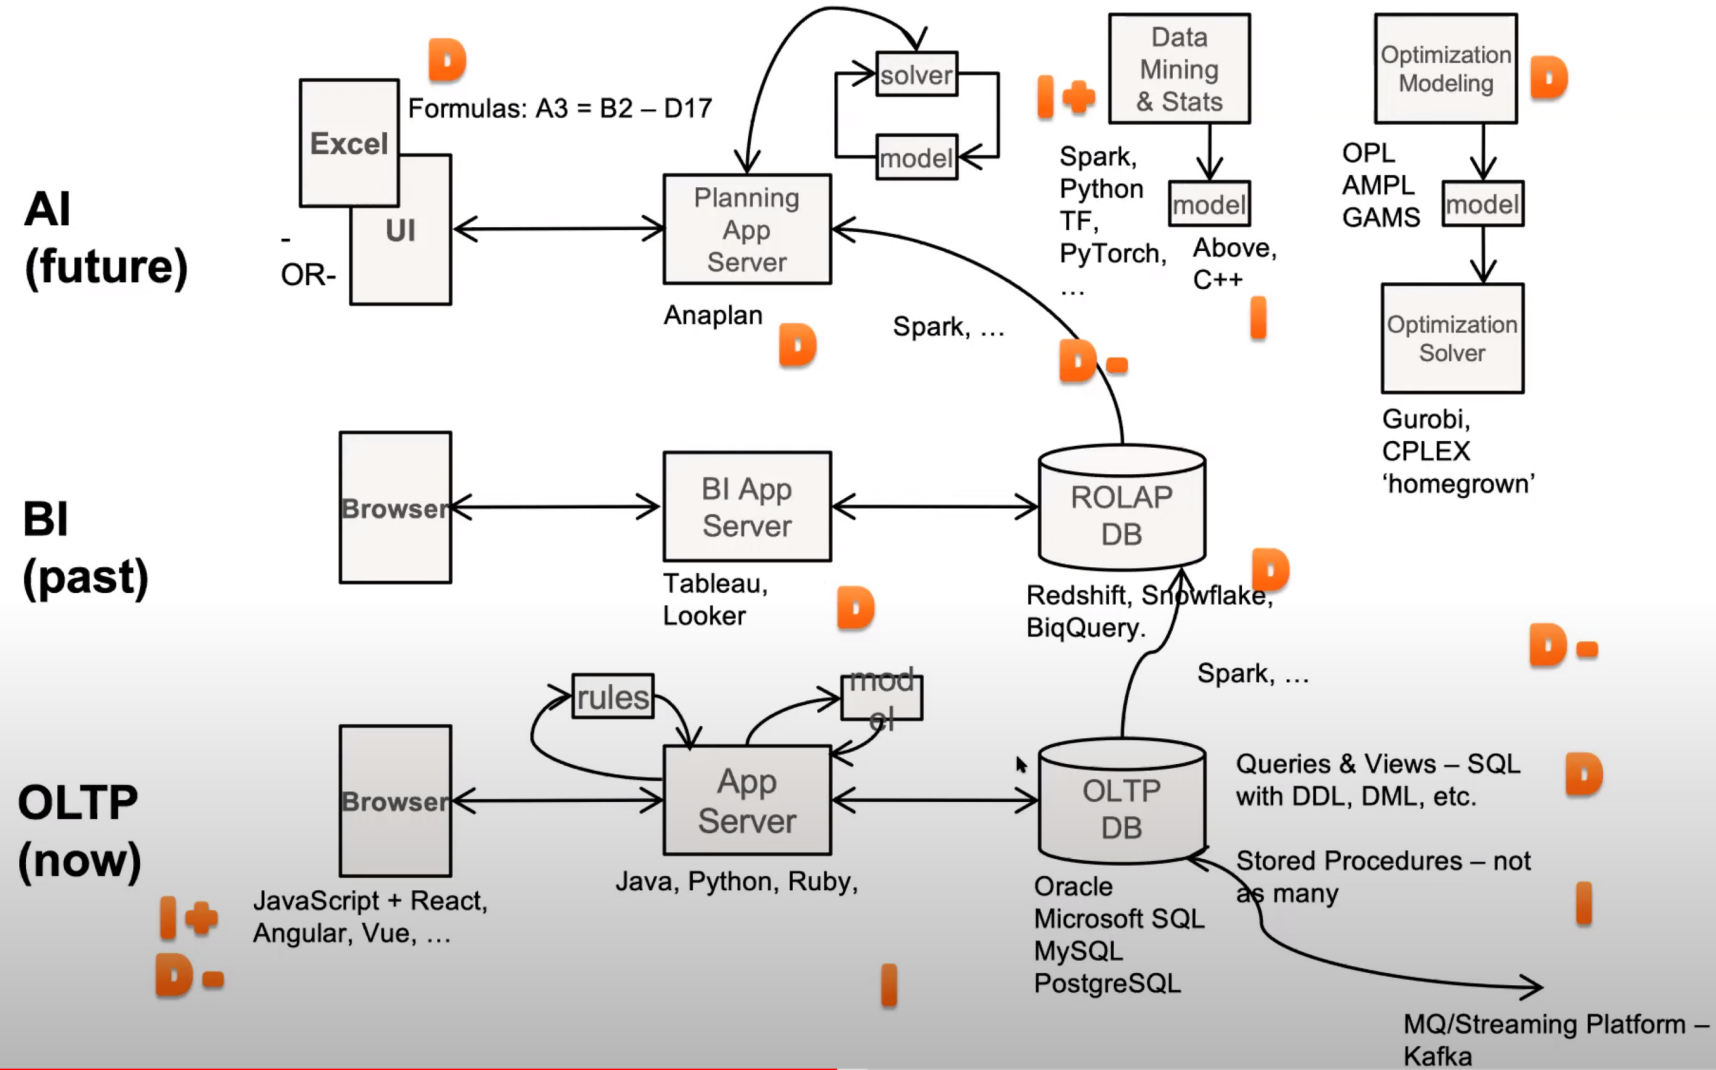 AI
(future)
D
Excel
Formulas: A3 = B2 – D17
UI
-
OR-
Planning
App
Server
Anaplan
D
solver
model
Spark, …
D -
I +
Data
Mining
& Stats
Spark,
Python
TF,
PyTorch,
…
model
Above,
C++
I
Optimization
Modeling
D
OPL
AMPL
GAMS
model
Optimization
Solver
Gurobi,
CPLEX
‘homegrown’
BI
(past)
Browser
BI App
Server
Tableau,
Looker
D
ROLAP
DB
D
Redshift, Snowflake,
BiqQuery.
Spark, …
D -
OLTP
(now)
Browser
JavaScript + React,
Angular, Vue, …
I +
D -
rules
mod
el
App
Server
Java, Python, Ruby,
I
OLTP
DB
Oracle
Microsoft SQL
MySQL
PostgreSQL
Queries & Views – SQL
with DDL, DML, etc.
D
Stored Procedures – not
as many
I
MQ/Streaming Platform –
Kafka